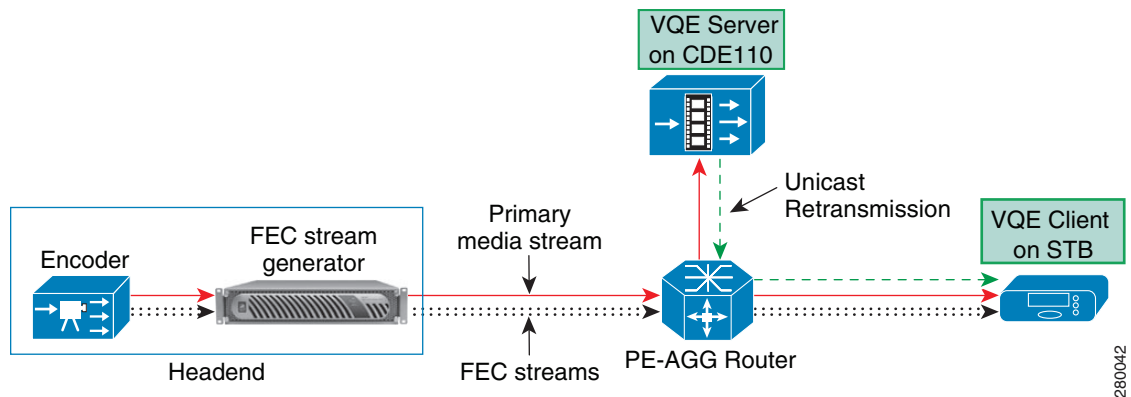 VQE Server
on CDE110
Unicast
Retransmission
VQE Client
on STB
Primary
media stream
FEC stream
generator
Encoder
Headend
FEC streams
PE-AGG Router
280042